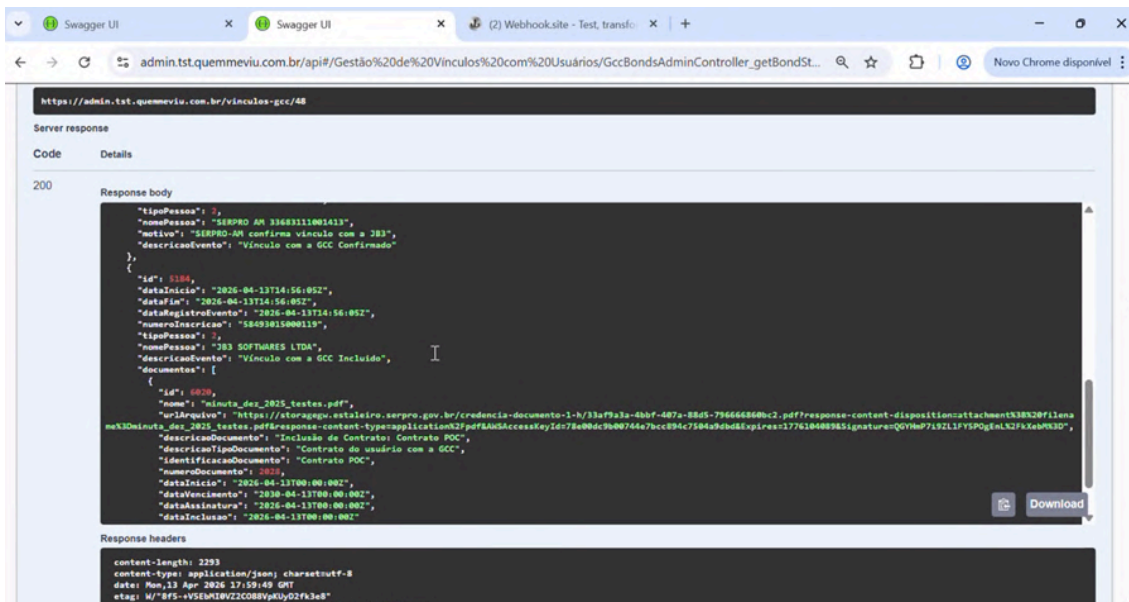 Swagger UI
Swagger UI
(2) Webhook.site - Test, transfo
admin.tst.quemmeviu.com.br/api#/Gestão%20de%20Vínculos%20com%20Usuários/GccBondsAdminController_getBondSt...
Novo Chrome disponível
https://admin.tst.quemmeviu.com.br/vinculos-gcc/48
Server response
Code
Details
200
Response body
"tipoPessoa": 2,
"nomePessoa": "SERPRO AM 33683111001413",
"motivo": "SERPRO-AM confirma vínculo com a JB3",
"descricaoEvento": "Vínculo com a GCC Confirmado"
},
{
"id": 5184,
"dataInicio": "2026-04-13T14:56:05Z",
"dataFim": "2026-04-13T14:56:05Z",
"dataRegistroEvento": "2026-04-13T14:56:05Z",
"numeroInscricao": "58493015000119",
"tipoPessoa": 2,
"nomePessoa": "JB3 SOFTWARES LTDA",
"descricaoEvento": "Vínculo com a GCC Incluído",
"documentos": [
{
"id": 6020,
"nome": "minuta_dez_2025_testes.pdf",
"urlArquivo": "https://storagegw.estaleiro.serpro.gov.br/credencia-documento-1-h/33af9a3a-4bbf-407a-88d5-796666860bc2.pdf?response-content-disposition=attachment%3B%20filena
me%3Dminuta_dez_2025_testes.pdf&response-content-type=application%2Fpdf&AWSAccessKeyId=78e00dc9b00744e7bcc894c7504a9dbd&Expires=1776104089&Signature=QGYHmP7i9ZL1FYSPOgEnL%2FkXebM%3D",
"descricaoDocumento": "Inclusão de Contrato: Contrato POC",
"descricaoTipoDocumento": "Contrato do usuário com a GCC",
"identificacaoDocumento": "Contrato POC",
"numeroDocumento": 2028,
"dataInicio": "2026-04-13T00:00:00Z",
"dataVencimento": "2030-04-13T00:00:00Z",
"dataAssinatura": "2026-04-13T00:00:00Z",
"dataInclusao": "2026-04-13T00:00:00Z"
Download
Response headers
content-length: 2293
content-type: application/json; charset=utf-8
date: Mon,13 Apr 2026 17:59:49 GMT
etag: W/"8f5-+VSEbMI0VZ2CO88VpKUyD2fk3e8"